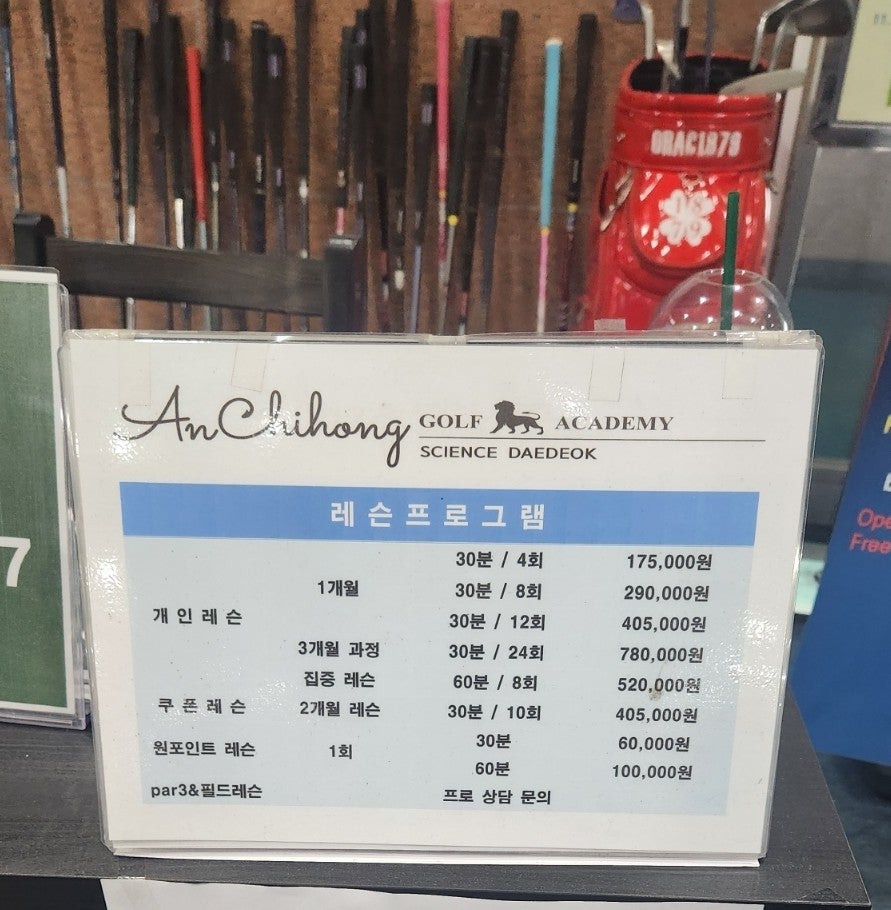 ORACLE79
7
Ope
Free
AnChihong GOLF ACADEMY
SCIENCE DAEDEOK
레슨프로그램
30분 / 4회 175,000원
1개월 30분 / 8회 290,000원
개인레슨 30분 / 12회 405,000원
3개월 과정 30분 / 24회 780,000원
집중 레슨 60분 / 8회 520,000원
쿠폰레슨 2개월 레슨 30분 / 10회 405,000원
원포인트 레슨 1회 30분 60,000원
60분 100,000원
par3&필드레슨 프로 상담 문의